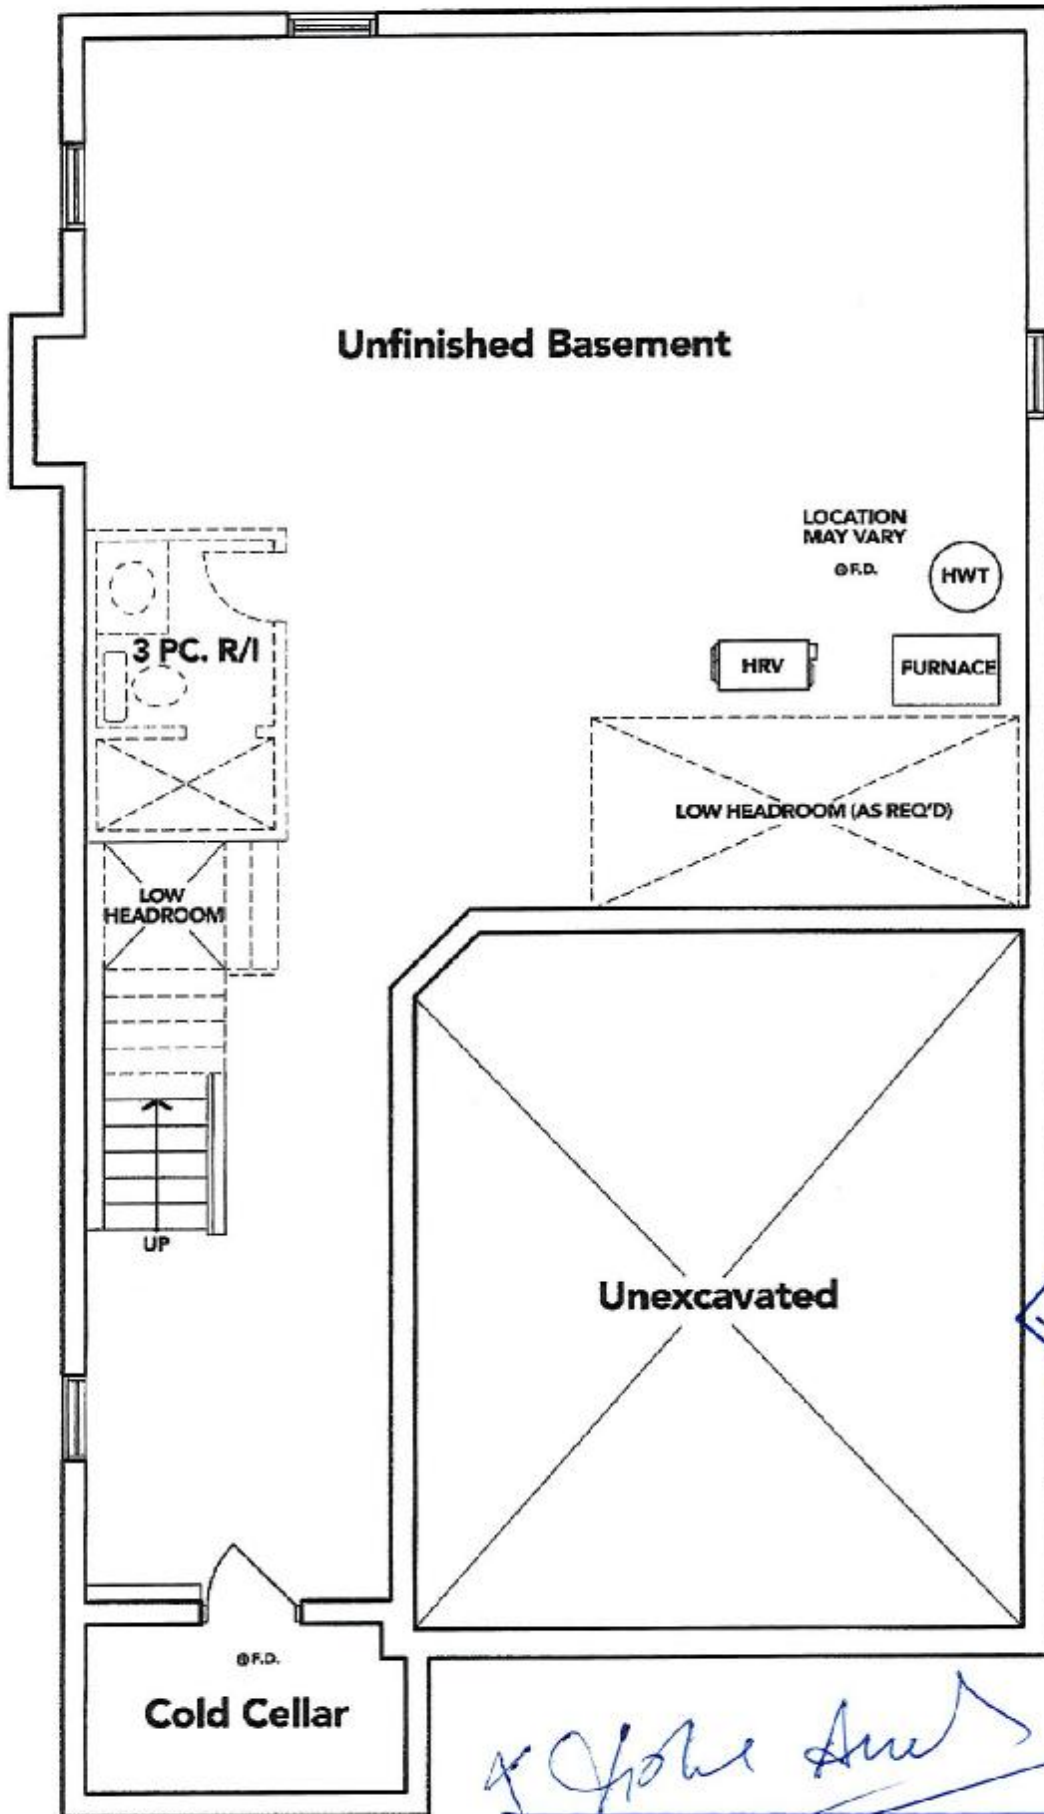 Unfinished Basement
LOCATION
MAY VARY
F.D.
HWT
3 PC. R/I
HRV
FURNACE
LOW HEADROOM (AS REQ'D)
LOW
HEADROOM
UP
Unexcavated
F.D.
Cold Cellar